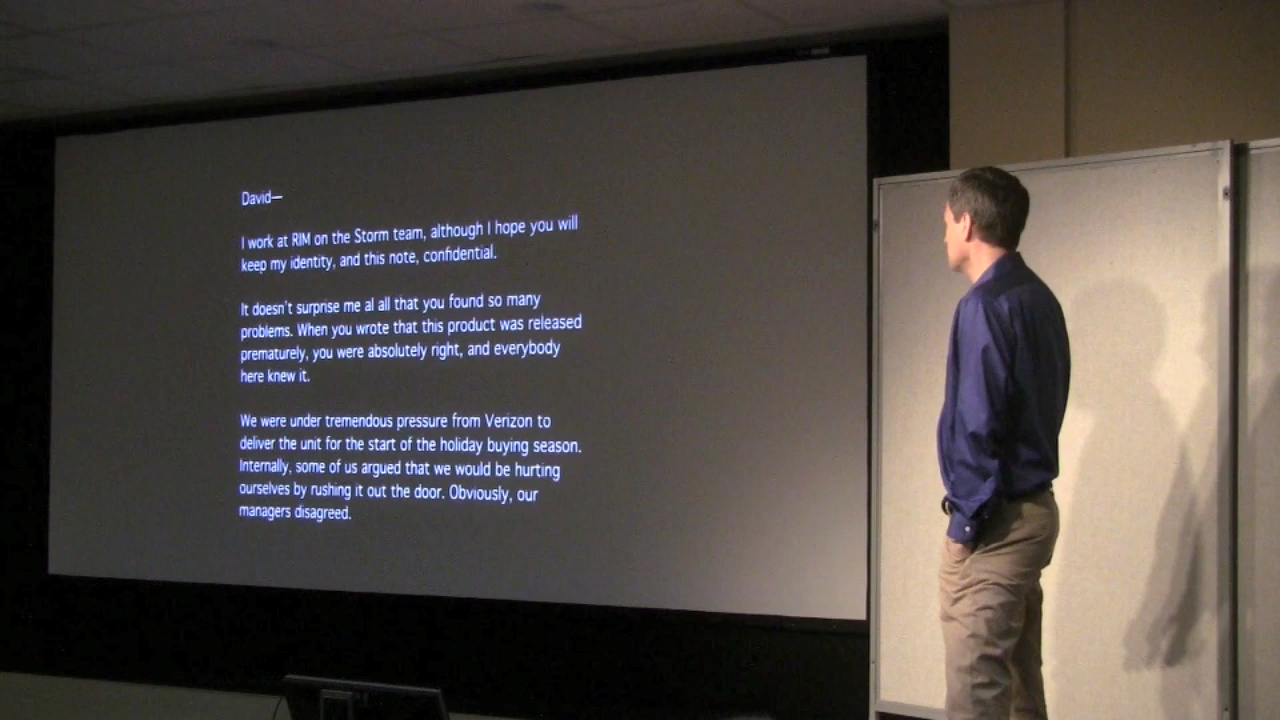 David—
I work at RIM on the Storm team, although I hope you will
keep my identity, and this note, confidential.
It doesn't surprise me al all that you found so many
problems. When you wrote that this product was released
prematurely, you were absolutely right, and everybody
here knew it.
We were under tremendous pressure from Verizon to
deliver the unit for the start of the holiday buying season.
Internally, some of us argued that we would be hurting
ourselves by rushing it out the door. Obviously, our
managers disagreed.